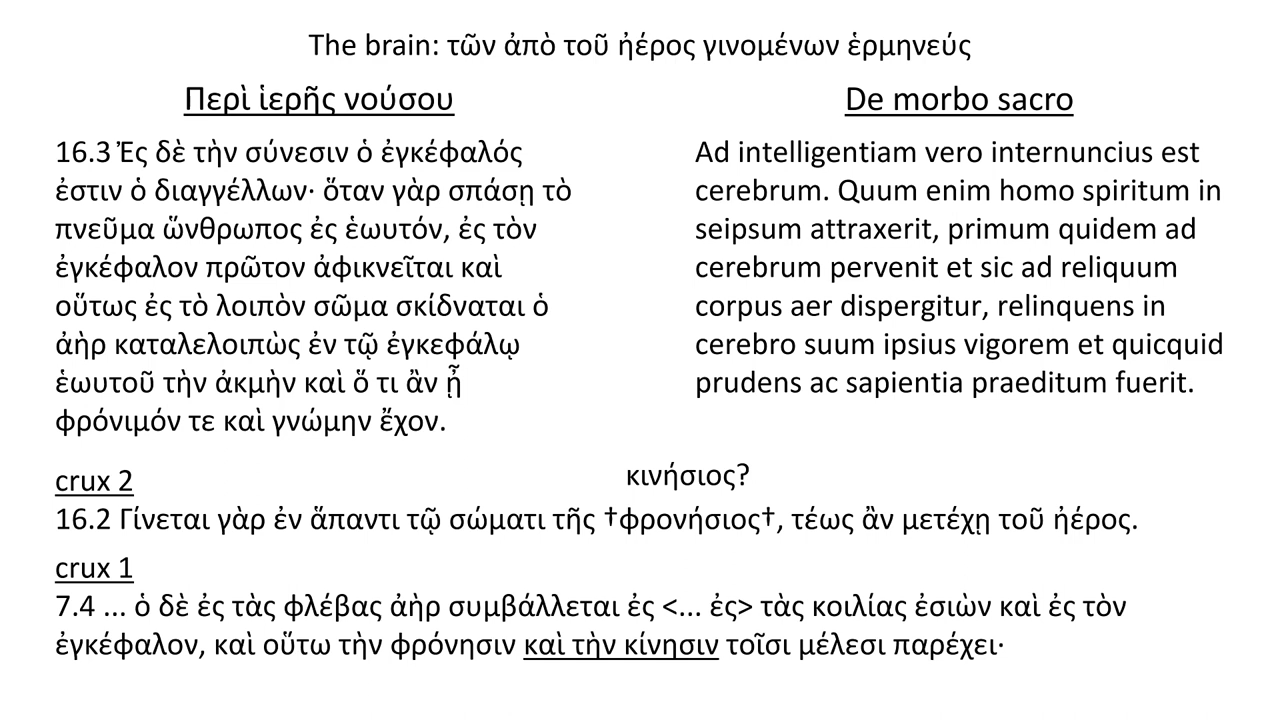 The brain: τῶν ἀπὸ τοῦ ἠέρος γινομένων ἑρμηνεύς
Περὶ ἱερῆς νούσου
16.3 Ἐς δὲ τὴν σύνεσιν ὁ ἐγκέφαλός
ἐστιν ὁ διαγγέλλων· ὅταν γὰρ σπάσῃ τὸ
πνεῦμα ὥνθρωπος ἐς ἑωυτόν, ἐς τὸν
ἐγκέφαλον πρῶτον ἀφικνεῖται καὶ
οὕτως ἐς τὸ λοιπὸν σῶμα σκίδναται ὁ
ἀὴρ καταλελοιπὼς ἐν τῷ ἐγκεφάλῳ
ἑωυτοῦ τὴν ἀκμὴν καὶ ὅ τι ἂν ᾖ
φρόνιμόν τε καὶ γνώμην ἔχον.
De morbo sacro
Ad intelligentiam vero internuncius est
cerebrum. Quum enim homo spiritum in
seipsum attraxerit, primum quidem ad
cerebrum pervenit et sic ad reliquum
corpus aer dispergitur, relinquens in
cerebro suum ipsius vigorem et quicquid
prudens ac sapientia praeditum fuerit.
crux 2
κινήσιος?
16.2 Γίνεται γὰρ ἐν ἅπαντι τῷ σώματι τῆς †φρονήσιος†, τέως ἂν μετέχῃ τοῦ ἠέρος.
crux 1
7.4 ... ὁ δὲ ἐς τὰς φλέβας ἀὴρ συμβάλλεται ἐς <... ἐς> τὰς κοιλίας ἐσιὼν καὶ ἐς τὸν
ἐγκέφαλον, καὶ οὕτω τὴν φρόνησιν καὶ τὴν κίνησιν τοῖσι μέλεσι παρέχει·